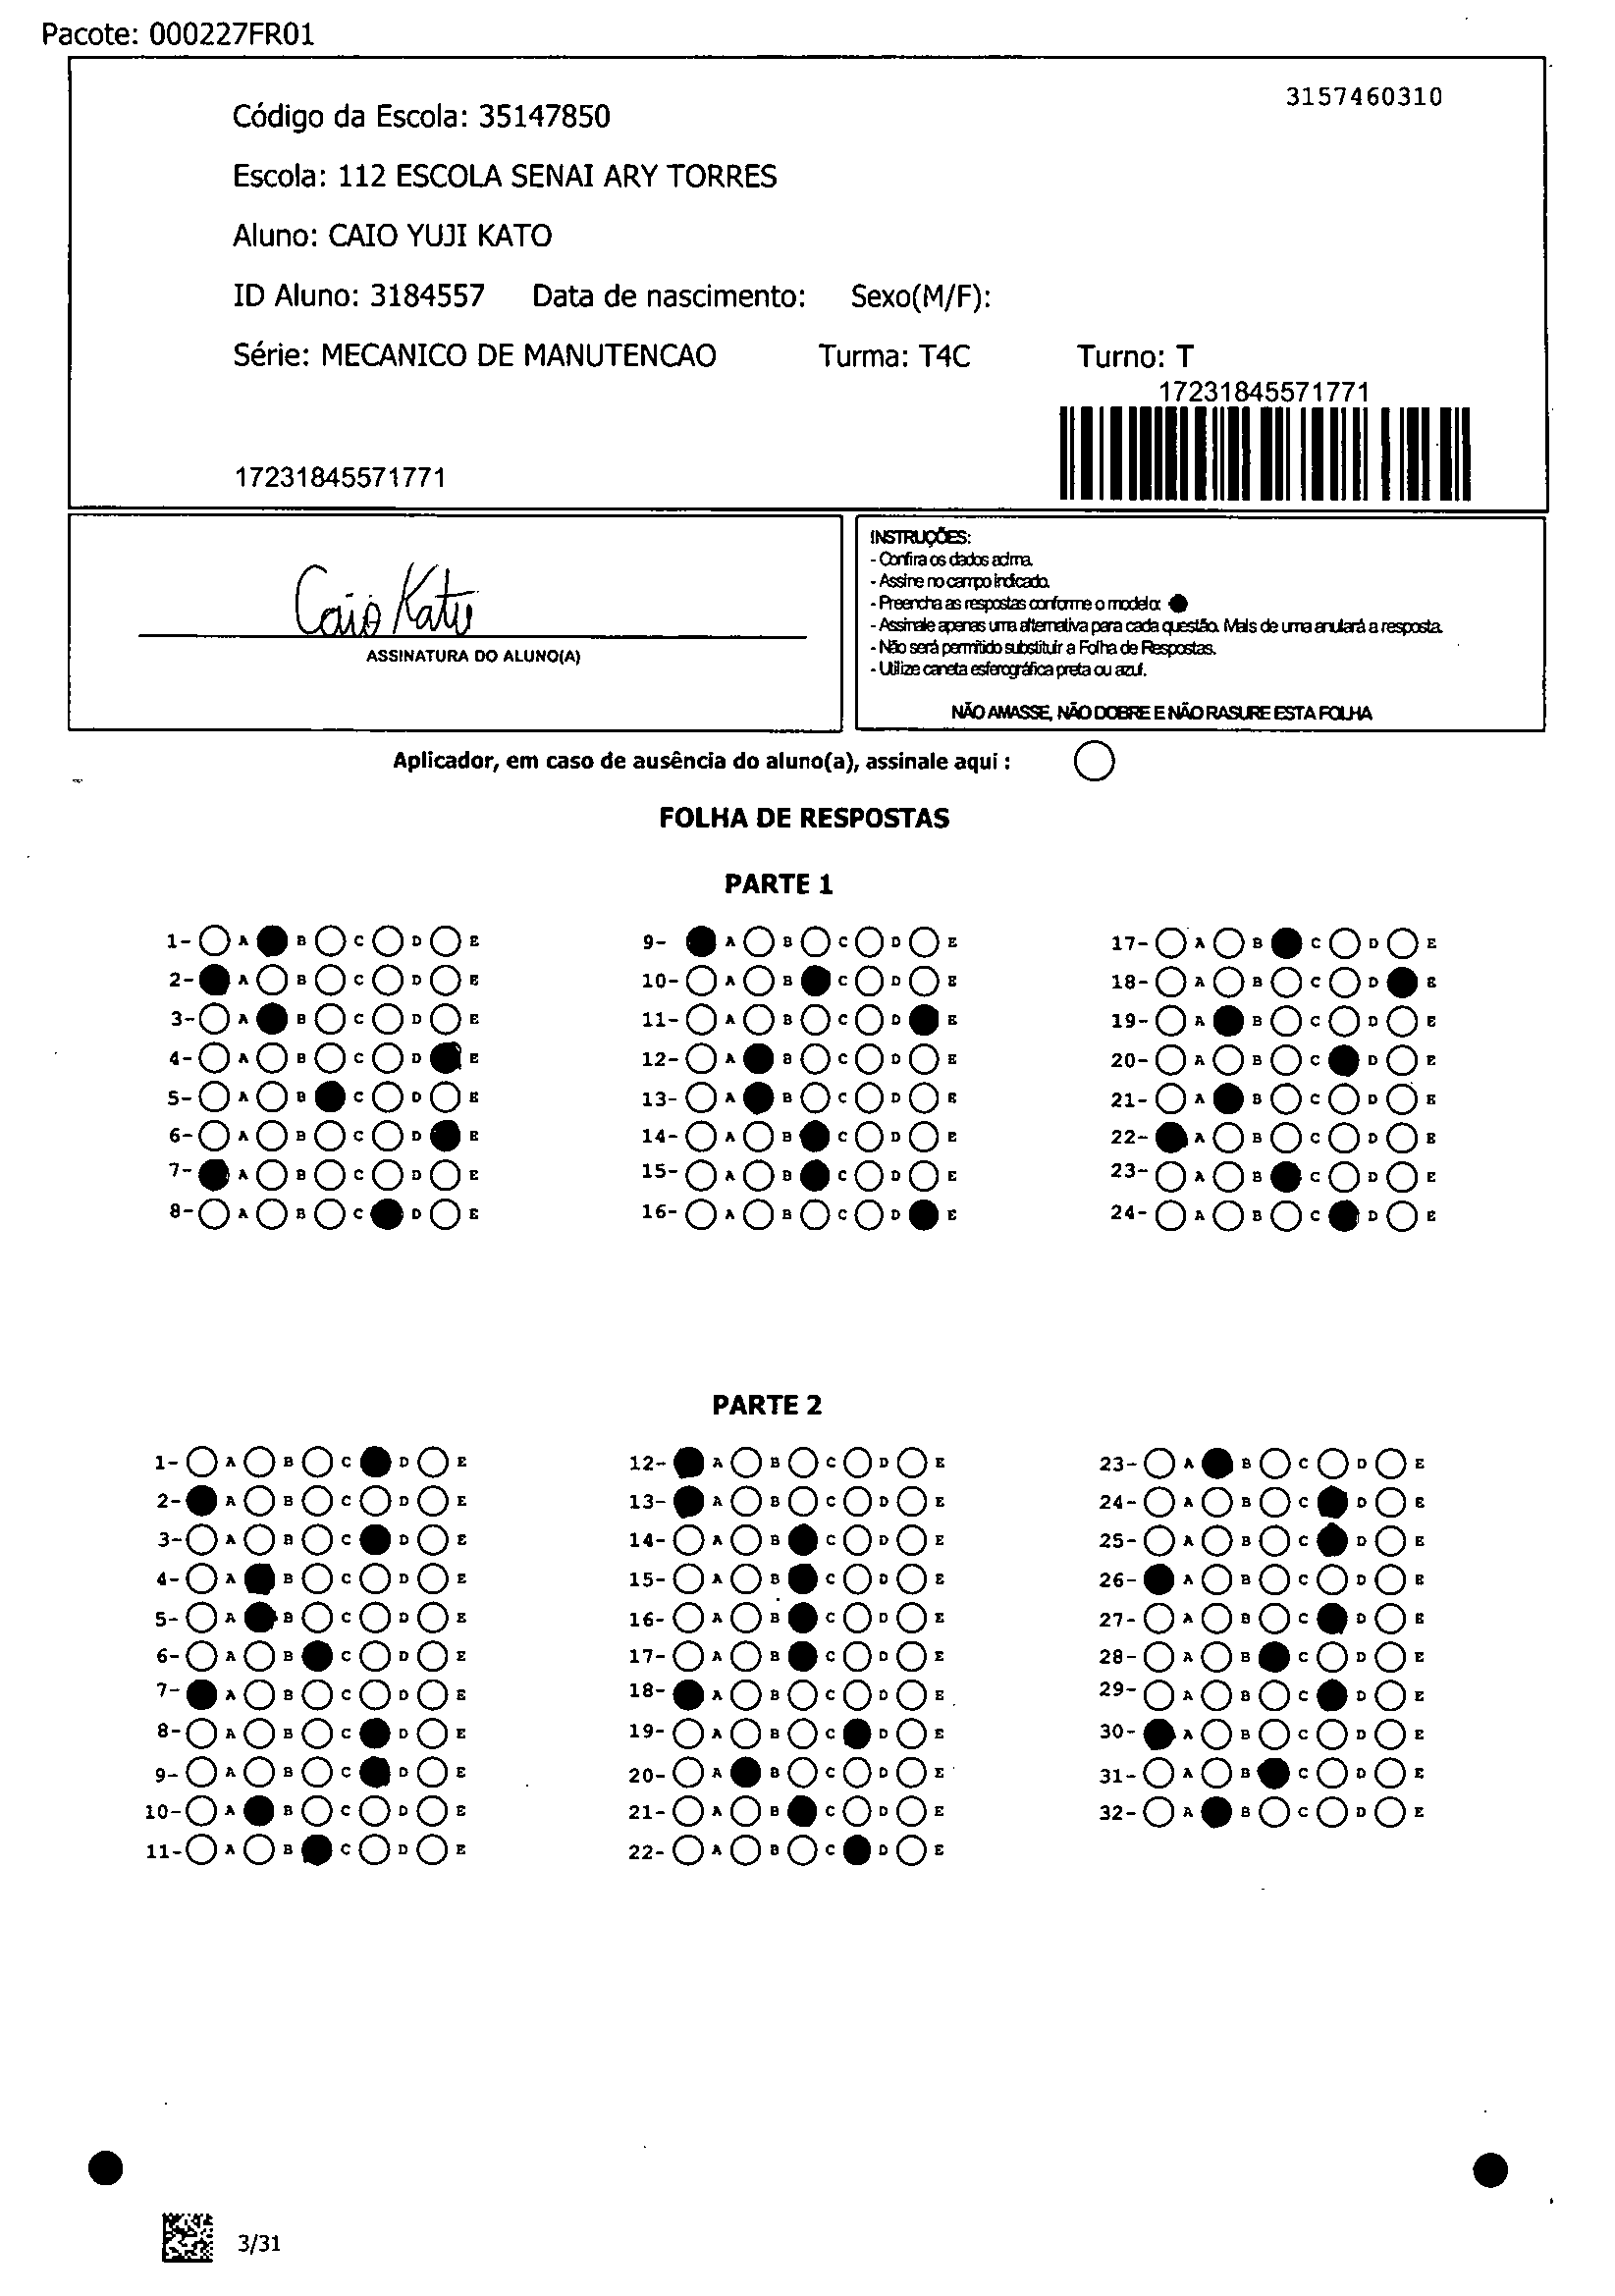 Pacote: 000227FR01
3157460310
Código da Escola: 35147850
Escola: 112 ESCOLA SENAI ARY TORRES
Aluno: CAIO YUJI KATO
ID Aluno: 3184557 Data de nascimento: Sexo(M/F):
Série: MECANICO DE MANUTENCAO Turma: T4C Turno: T
17231845571771
17231845571771
Caio Kato
ASSINATURA DO ALUNO(A)
INSTRUÇÕES:
- Confira os dados acima.
- Assine no campo indicado.
- Preencha as respostas conforme o modelo:
- Assinale apenas uma alternativa para cada questão. Mais de uma anulará a resposta.
- Não será permitido substituir a Folha de Respostas.
- Utilize caneta esferográfica preta ou azul.
NÃO AMASSE, NÃO DOBRE E NÃO RASURE ESTA FOLHA
Aplicador, em caso de ausência do aluno(a), assinale aqui :
FOLHA DE RESPOSTAS
PARTE 1
1- A B C D E 9- A B C D E 17- A B C D E
2- A B C D E 10- A B C D E 18- A B C D E
3- A B C D E 11- A B C D E 19- A B C D E
4- A B C D E 12- A B C D E 20- A B C D E
5- A B C D E 13- A B C D E 21- A B C D E
6- A B C D E 14- A B C D E 22- A B C D E
7- A B C D E 15- A B C D E 23- A B C D E
8- A B C D E 16- A B C D E 24- A B C D E
PARTE 2
1- A B C D E 12- A B C D E 23- A B C D E
2- A B C D E 13- A B C D E 24- A B C D E
3- A B C D E 14- A B C D E 25- A B C D E
4- A B C D E 15- A B C D E 26- A B C D E
5- A B C D E 16- A B C D E 27- A B C D E
6- A B C D E 17- A B C D E 28- A B C D E
7- A B C D E 18- A B C D E 29- A B C D E
8- A B C D E 19- A B C D E 30- A B C D E
9- A B C D E 20- A B C D E 31- A B C D E
10- A B C D E 21- A B C D E 32- A B C D E
11- A B C D E 22- A B C D E
3/31